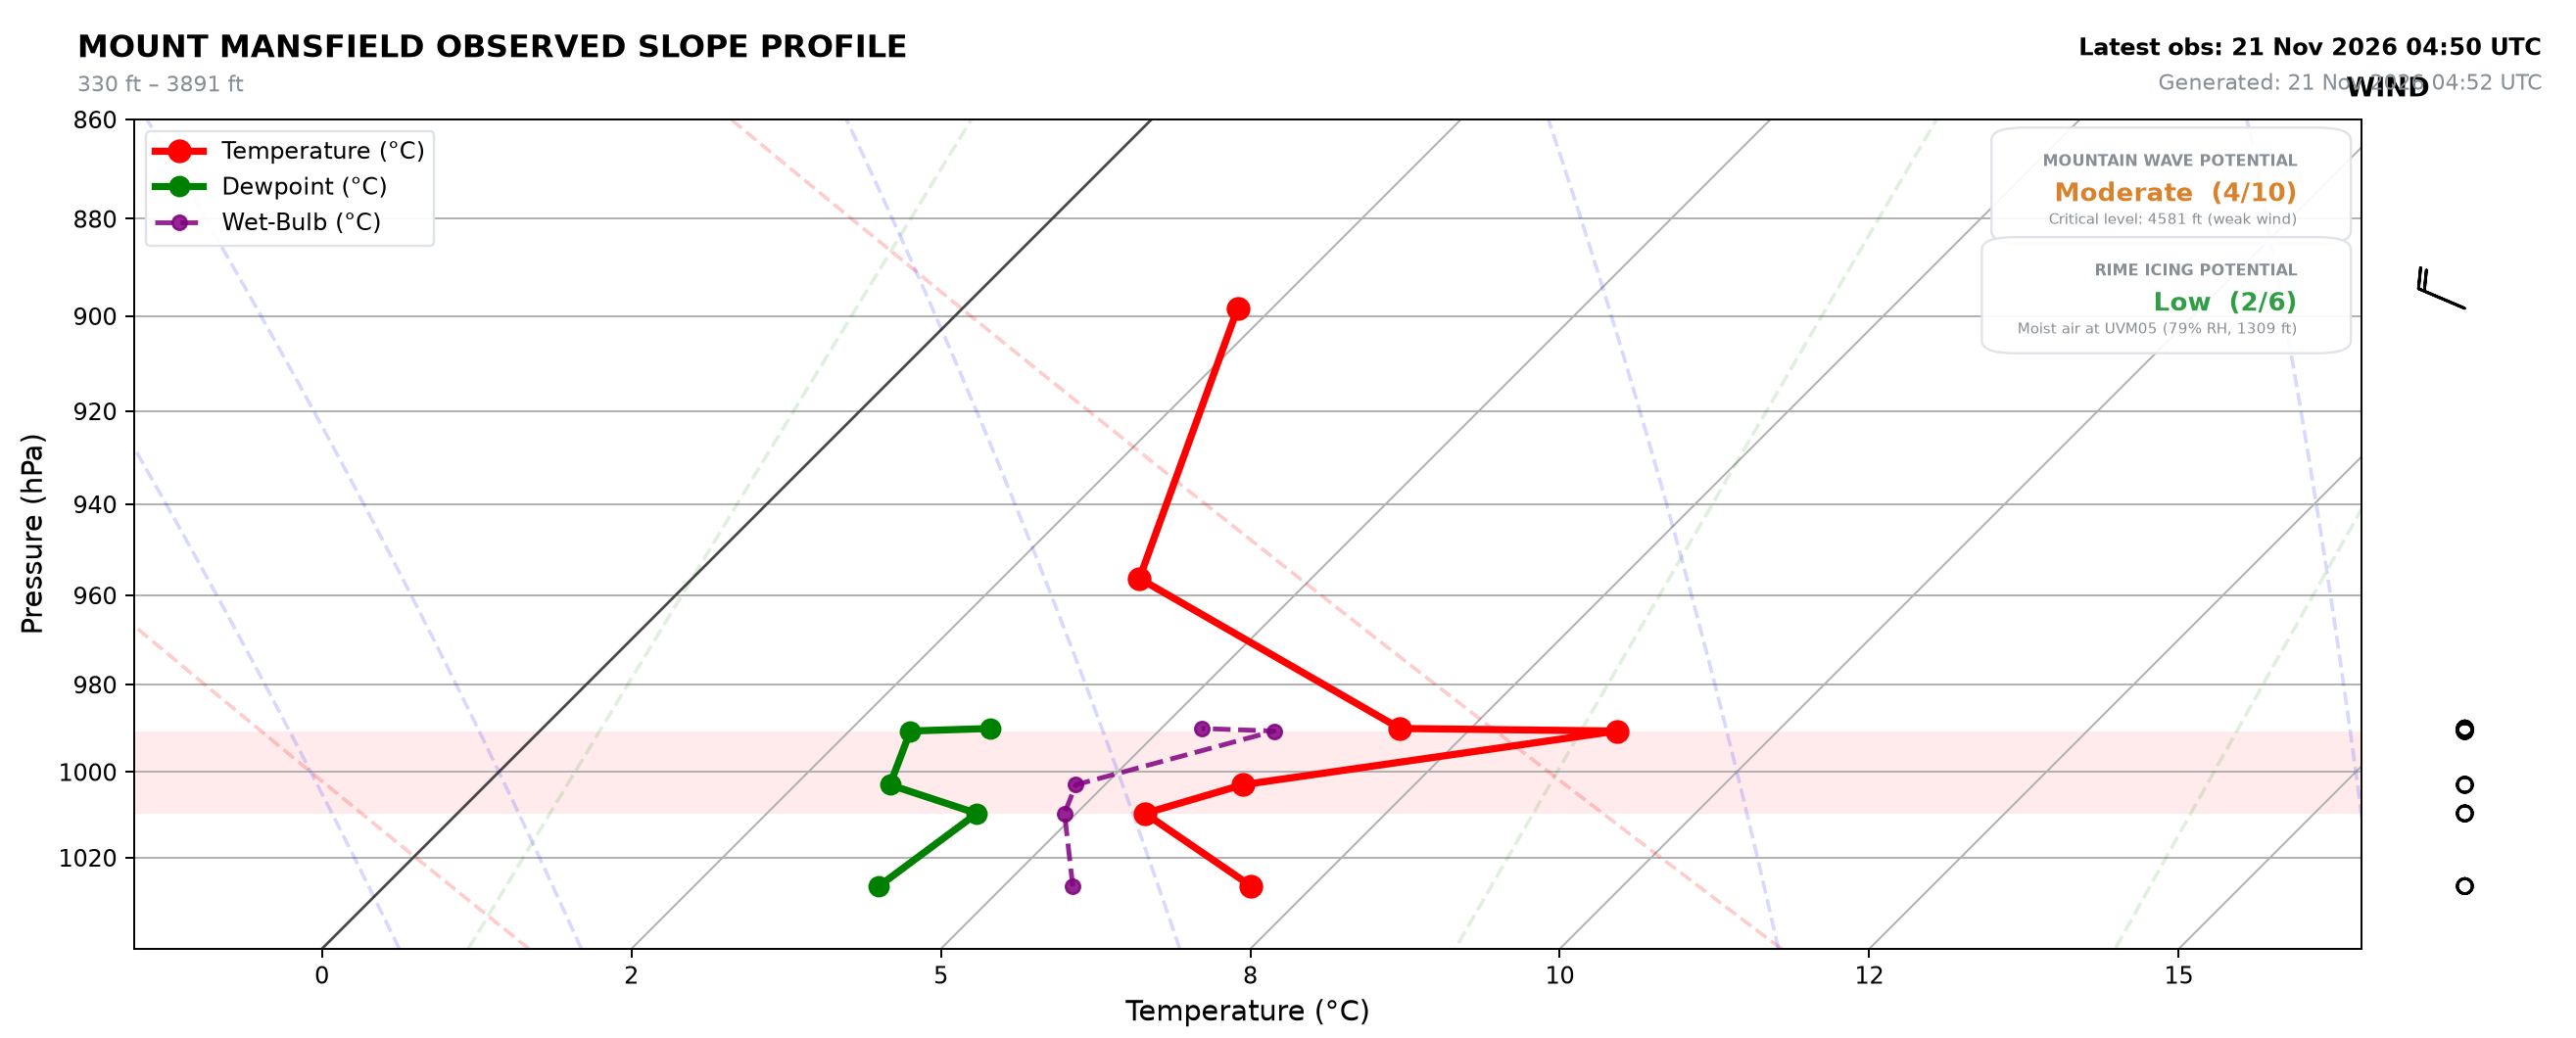 MOUNT MANSFIELD OBSERVED SLOPE PROFILE
330 ft – 3891 ft
Latest obs: 21 Nov 2026 04:50 UTC
Generated: 21 Nov 2026 04:52 UTC
WIND
Temperature (°C)
Dewpoint (°C)
Wet-Bulb (°C)
MOUNTAIN WAVE POTENTIAL
Moderate (4/10)
Critical level: 4581 ft (weak wind)
RIME ICING POTENTIAL
Low (2/6)
Moist air at UVM05 (79% RH, 1309 ft)
Pressure (hPa)
860
880
900
920
940
960
980
1000
1020
0 2 5 8 10 12 15
Temperature (°C)